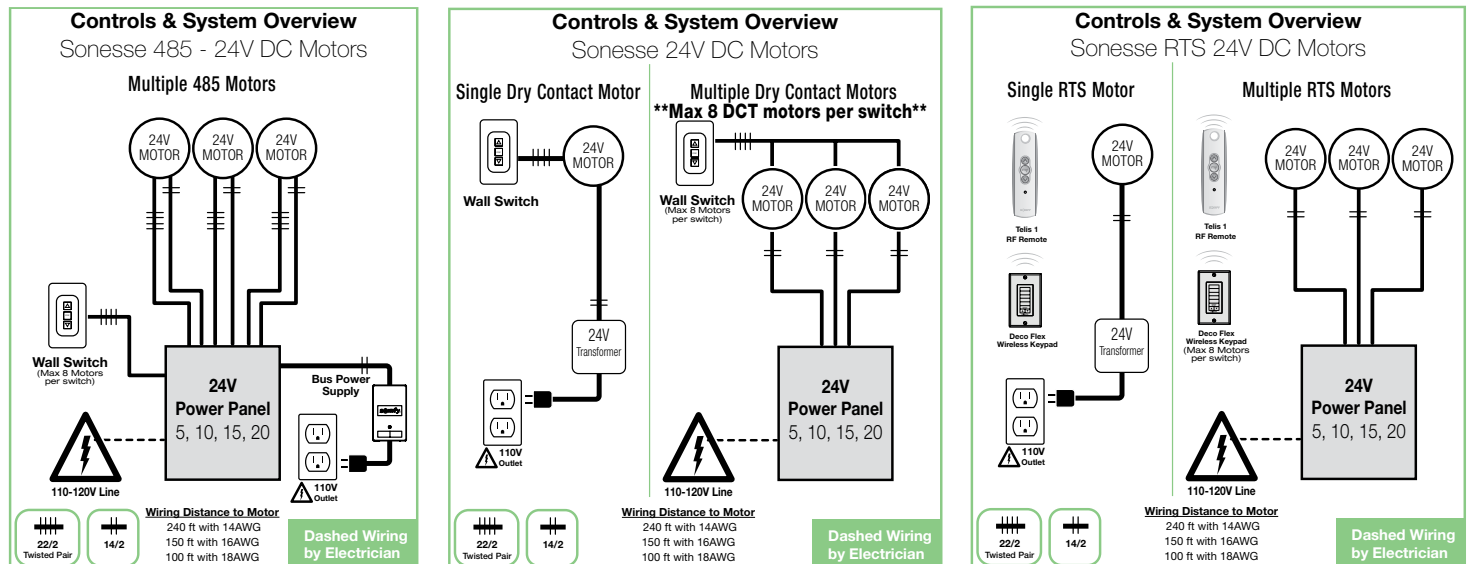 Controls & System Overview
Sonesse 485 - 24V DC Motors
Multiple 485 Motors
24V
MOTOR
24V
MOTOR
24V
MOTOR
Wall Switch
(Max 8 Motors
per switch)
24V
Power Panel
5, 10, 15, 20
Bus Power
Supply
somfy
110V
Outlet
110-120V Line
22/2
Twisted Pair
14/2
Wiring Distance to Motor
240 ft with 14AWG
150 ft with 16AWG
100 ft with 18AWG
Dashed Wiring
by Electrician
Controls & System Overview
Sonesse 24V DC Motors
Single Dry Contact Motor
Wall Switch
24V
MOTOR
24V
Transformer
110V
Outlet
Multiple Dry Contact Motors
**Max 8 DCT motors per switch**
Wall Switch
(Max 8 Motors
per switch)
24V
MOTOR
24V
MOTOR
24V
MOTOR
24V
Power Panel
5, 10, 15, 20
110-120V Line
22/2
Twisted Pair
14/2
Wiring Distance to Motor
240 ft with 14AWG
150 ft with 16AWG
100 ft with 18AWG
Dashed Wiring
by Electrician
Controls & System Overview
Sonesse RTS 24V DC Motors
Single RTS Motor
Telis 1
RF Remote
Deco Flex
Wireless Keypad
24V
MOTOR
24V
Transformer
110V
Outlet
Multiple RTS Motors
Telis 1
RF Remote
Deco Flex
Wireless Keypad
(Max 8 Motors
per switch)
24V
MOTOR
24V
MOTOR
24V
MOTOR
24V
Power Panel
5, 10, 15, 20
110-120V Line
22/2
Twisted Pair
14/2
Wiring Distance to Motor
240 ft with 14AWG
150 ft with 16AWG
100 ft with 18AWG
Dashed Wiring
by Electrician